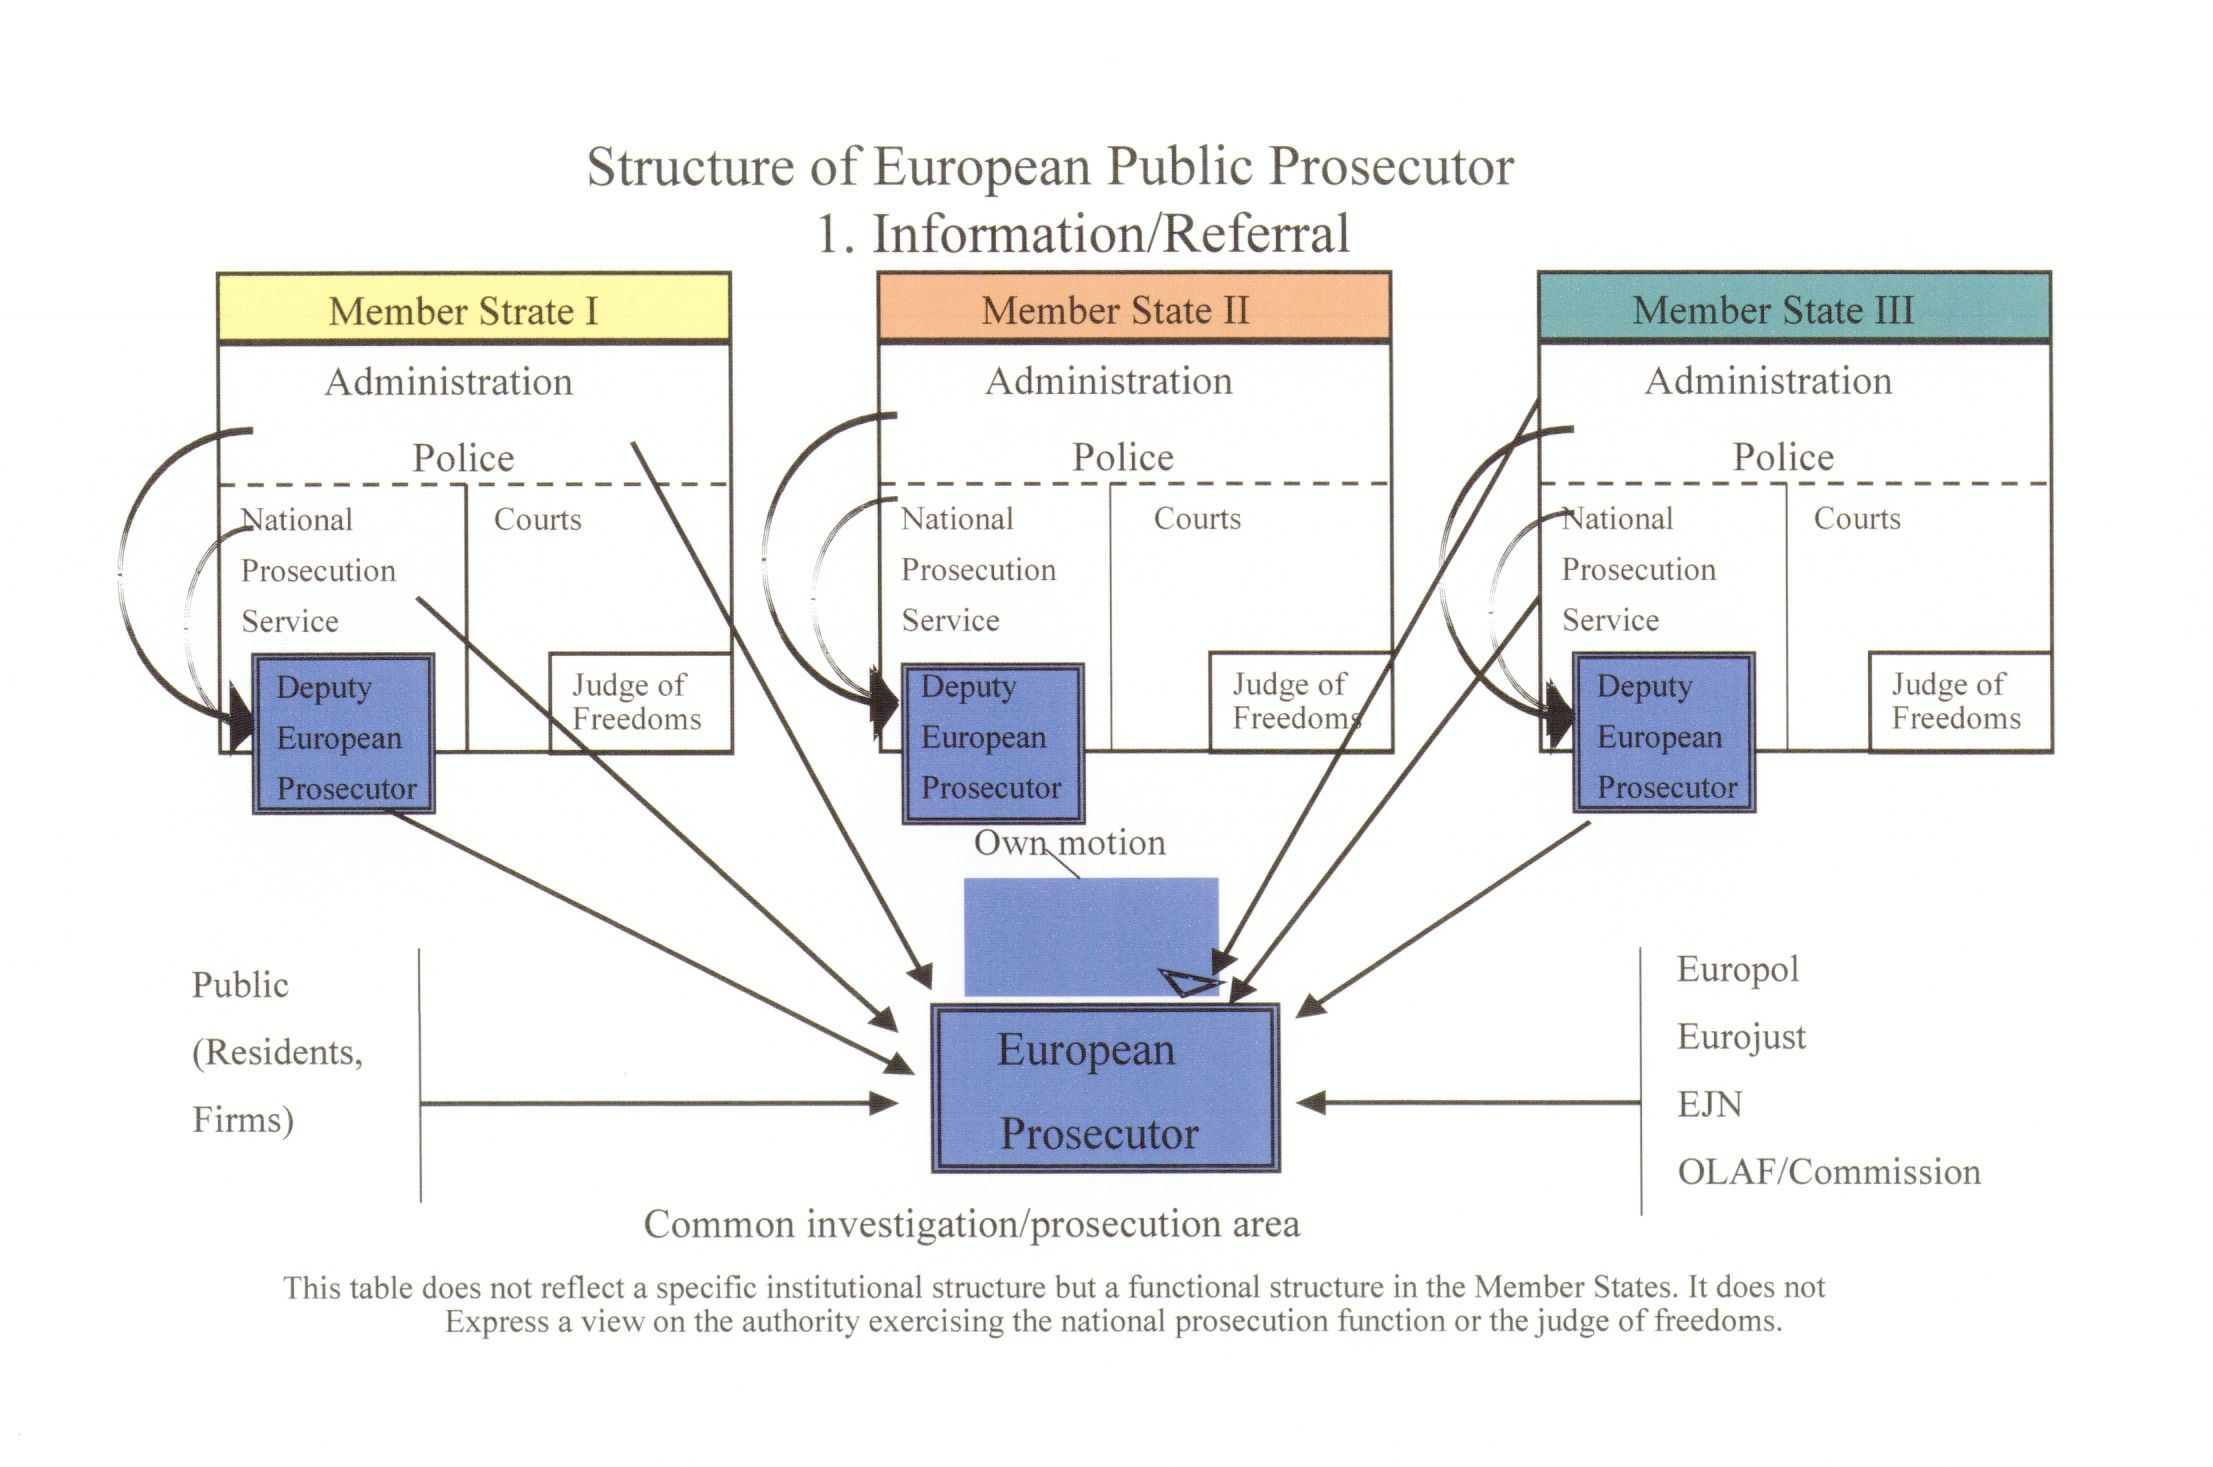 Structure of European Public Prosecutor
1. Information/Referral
Member Strate I
Administration
Police
National
Prosecution
Service
Courts
Judge of
Freedoms
Deputy
European
Prosecutor
Member State II
Administration
Police
National
Prosecution
Service
Courts
Judge of
Freedoms
Deputy
European
Prosecutor
Member State III
Administration
Police
National
Prosecution
Service
Courts
Judge of
Freedoms
Deputy
European
Prosecutor
Own motion
Public
(Residents,
Firms)
European
Prosecutor
Europol
Eurojust
EJN
OLAF/Commission
Common investigation/prosecution area
This table does not reflect a specific institutional structure but a functional structure in the Member States. It does not
Express a view on the authority exercising the national prosecution function or the judge of freedoms.